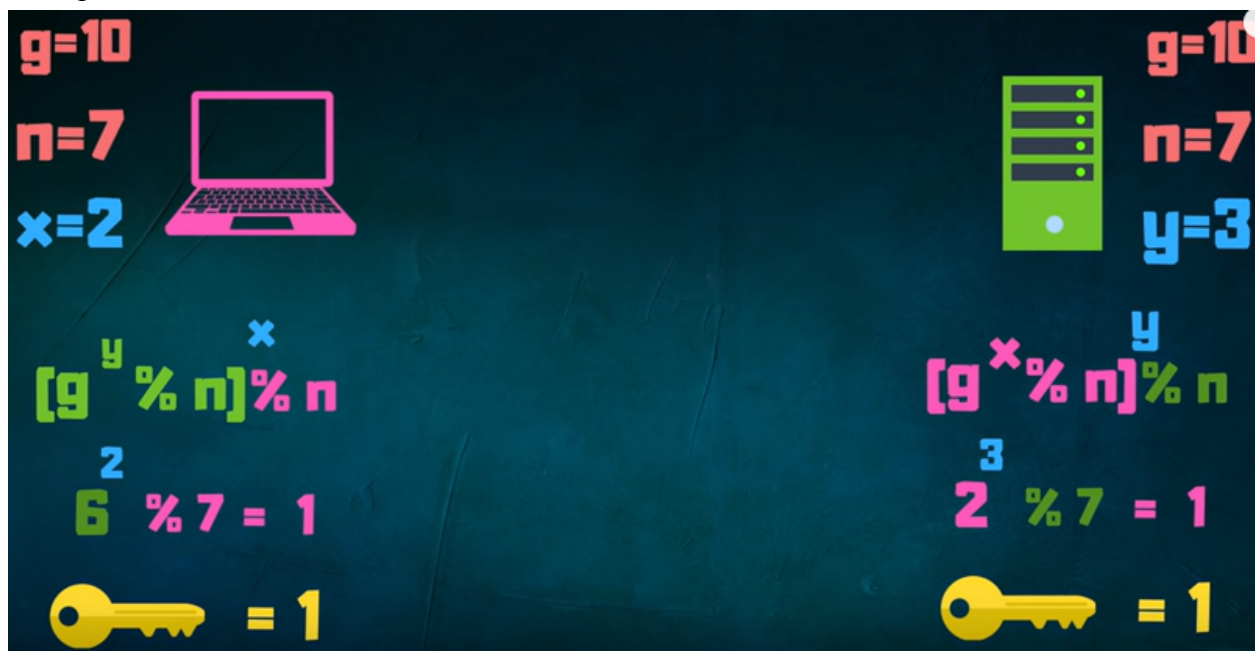 g=10
n=7
x=2
[g^y % n]^x % n
6^2 % 7 = 1
= 1
g=10
n=7
y=3
[g^x % n]^y % n
2^3 % 7 = 1
= 1